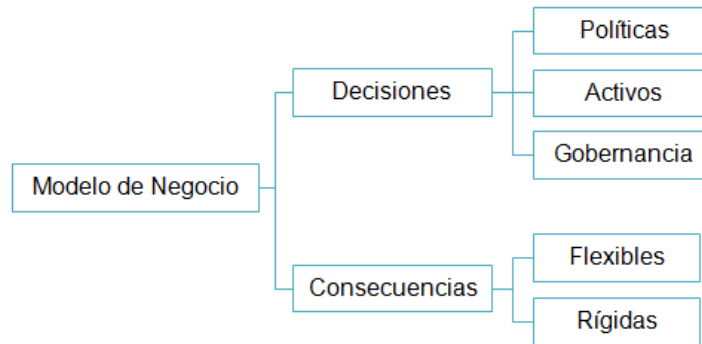 Políticas
Decisiones
Activos
Gobernancia
Modelo de Negocio
Flexibles
Consecuencias
Rígidas